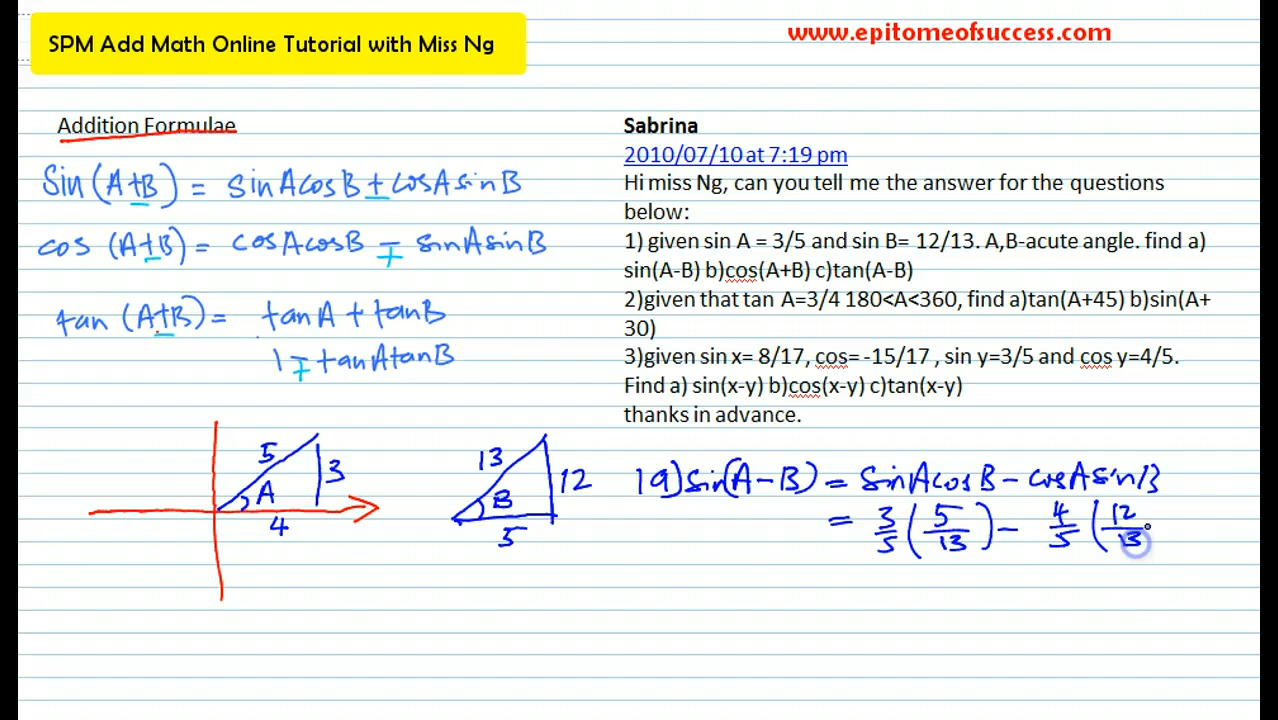 SPM Add Math Online Tutorial with Miss Ng
www.epitomeofsuccess.com
Addition Formulae
Sin (A±B) = sinAcosB ± cosAsinB
cos (A±B) = cosAcosB ∓ sinAsinB
tan (A±B) = tanA + tanB
1 ∓ tanAtanB
5
A
3
4
13
B
12
5
Sabrina
2010/07/10 at 7:19 pm
Hi miss Ng, can you tell me the answer for the questions
below:
1) given sin A = 3/5 and sin B= 12/13. A,B-acute angle. find a)
sin(A-B) b)cos(A+B) c)tan(A-B)
2)given that tan A=3/4 180<A<360, find a)tan(A+45) b)sin(A+
30)
3)given sin x= 8/17, cos= -15/17 , sin y=3/5 and cos y=4/5.
Find a) sin(x-y) b)cos(x-y) c)tan(x-y)
thanks in advance.
1 a) sin(A-B) = sinAcosB - cosAsinB
= 3/5 (5/13) - 4/5 (12/13